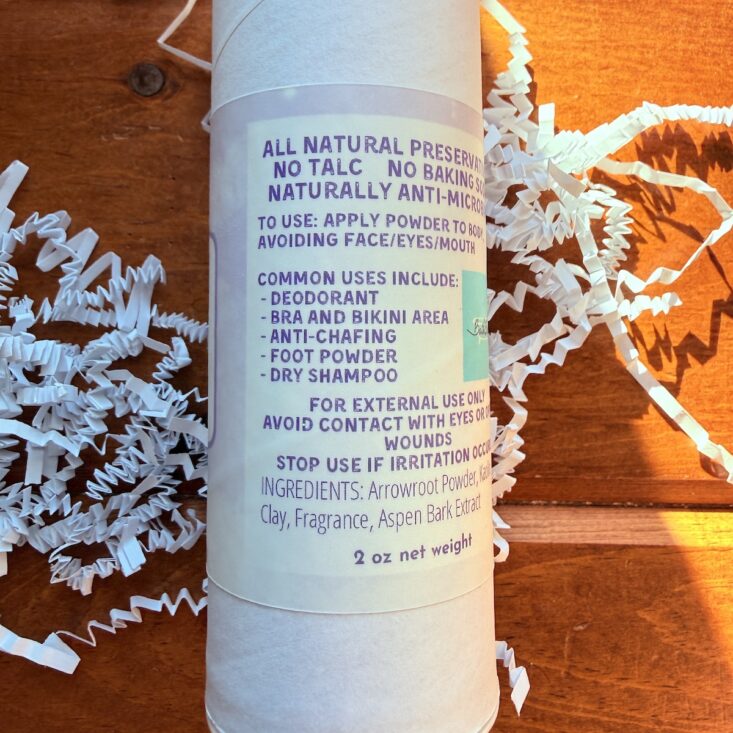 ALL NATURAL PRESERVAT
NO TALC NO BAKING SO
NATURALLY ANTI-MICRO
TO USE: APPLY POWDER TO BODY,
AVOIDING FACE/EYES/MOUTH
COMMON USES INCLUDE:
- DEODORANT
- BRA AND BIKINI AREA
- ANTI-CHAFING
- FOOT POWDER
- DRY SHAMPOO
FOR EXTERNAL USE ONLY
AVOID CONTACT WITH EYES OR
WOUNDS
STOP USE IF IRRITATION OCCU
INGREDIENTS: Arrowroot Powder,
Clay, Fragrance, Aspen Bark Extract
2 oz net weight